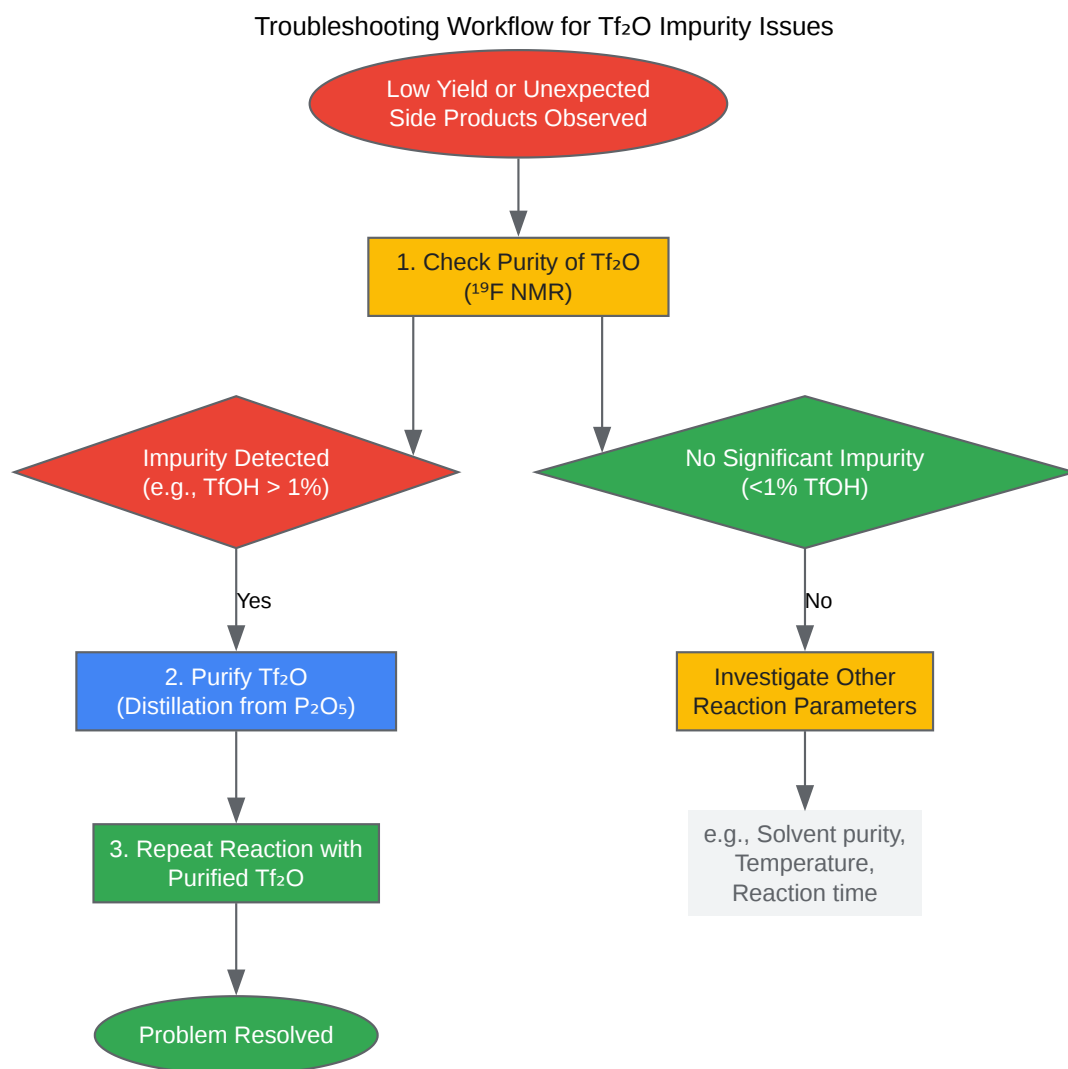 Troubleshooting Workflow for Tf₂O Impurity Issues
Low Yield or Unexpected
Side Products Observed
1. Check Purity of Tf₂O
(¹⁹F NMR)
Impurity Detected
(e.g., TfOH > 1%)
No Significant Impurity
(<1% TfOH)
Yes
No
2. Purify Tf₂O
(Distillation from P₂O₅)
Investigate Other
Reaction Parameters
3. Repeat Reaction with
Purified Tf₂O
e.g., Solvent purity,
Temperature,
Reaction time
Problem Resolved